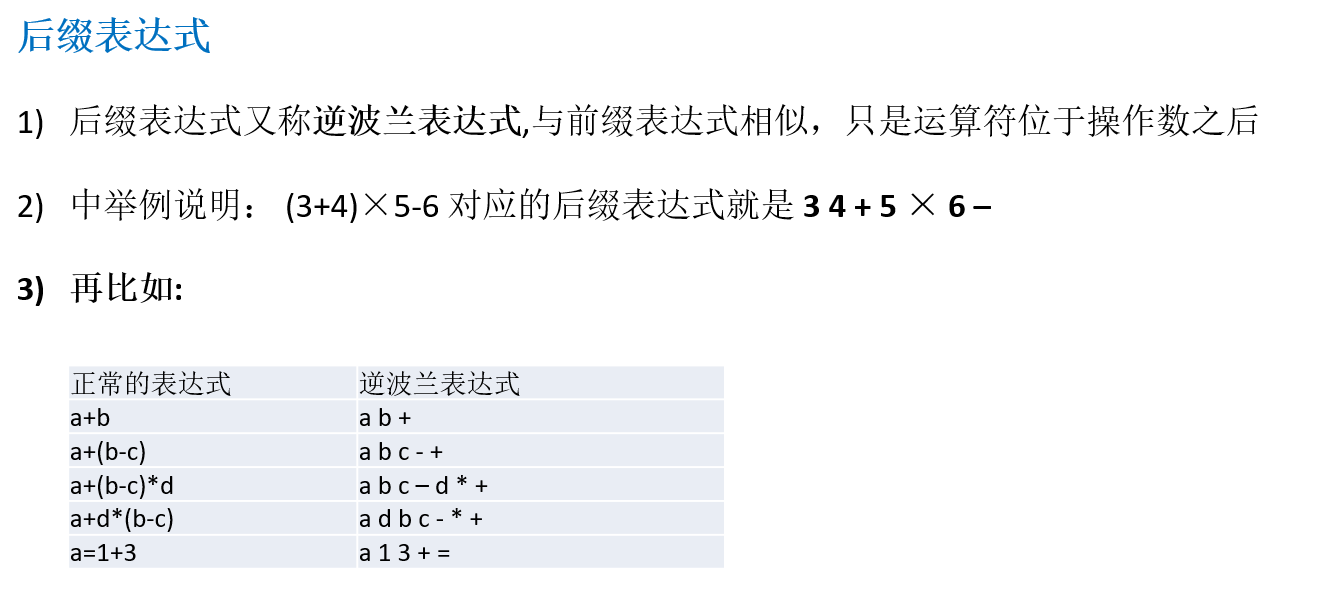 后缀表达式
1) 后缀表达式又称逆波兰表达式,与前缀表达式相似，只是运算符位于操作数之后
2) 中举例说明： (3+4)×5-6 对应的后缀表达式就是 3 4 + 5 × 6 –
3) 再比如:
正常的表达式 逆波兰表达式
a+b a b +
a+(b-c) a b c - +
a+(b-c)*d a b c – d * +
a+d*(b-c) a d b c - * +
a=1+3 a 1 3 + =